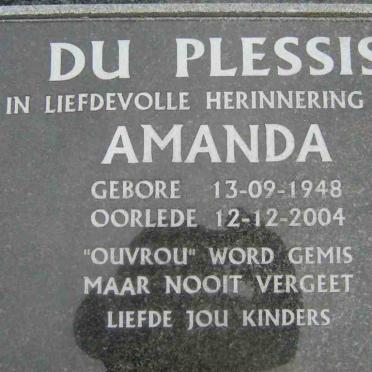 DU PLESSIS
IN LIEFDEVOLLE HERINNERING
AMANDA
GEBORE 13-09-1948
OORLEDE 12-12-2004
"OUVROU" WORD GEMIS
MAAR NOOIT VERGEET
LIEFDE JOU KINDERS